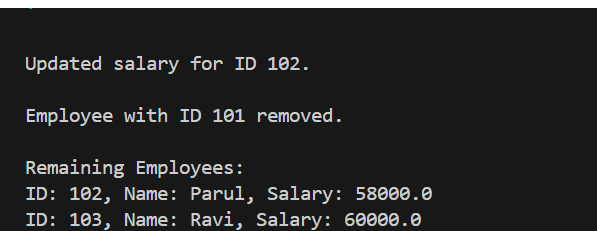 Updated salary for ID 102.
Employee with ID 101 removed.
Remaining Employees:
ID: 102, Name: Parul, Salary: 58000.0
ID: 103, Name: Ravi, Salary: 60000.0